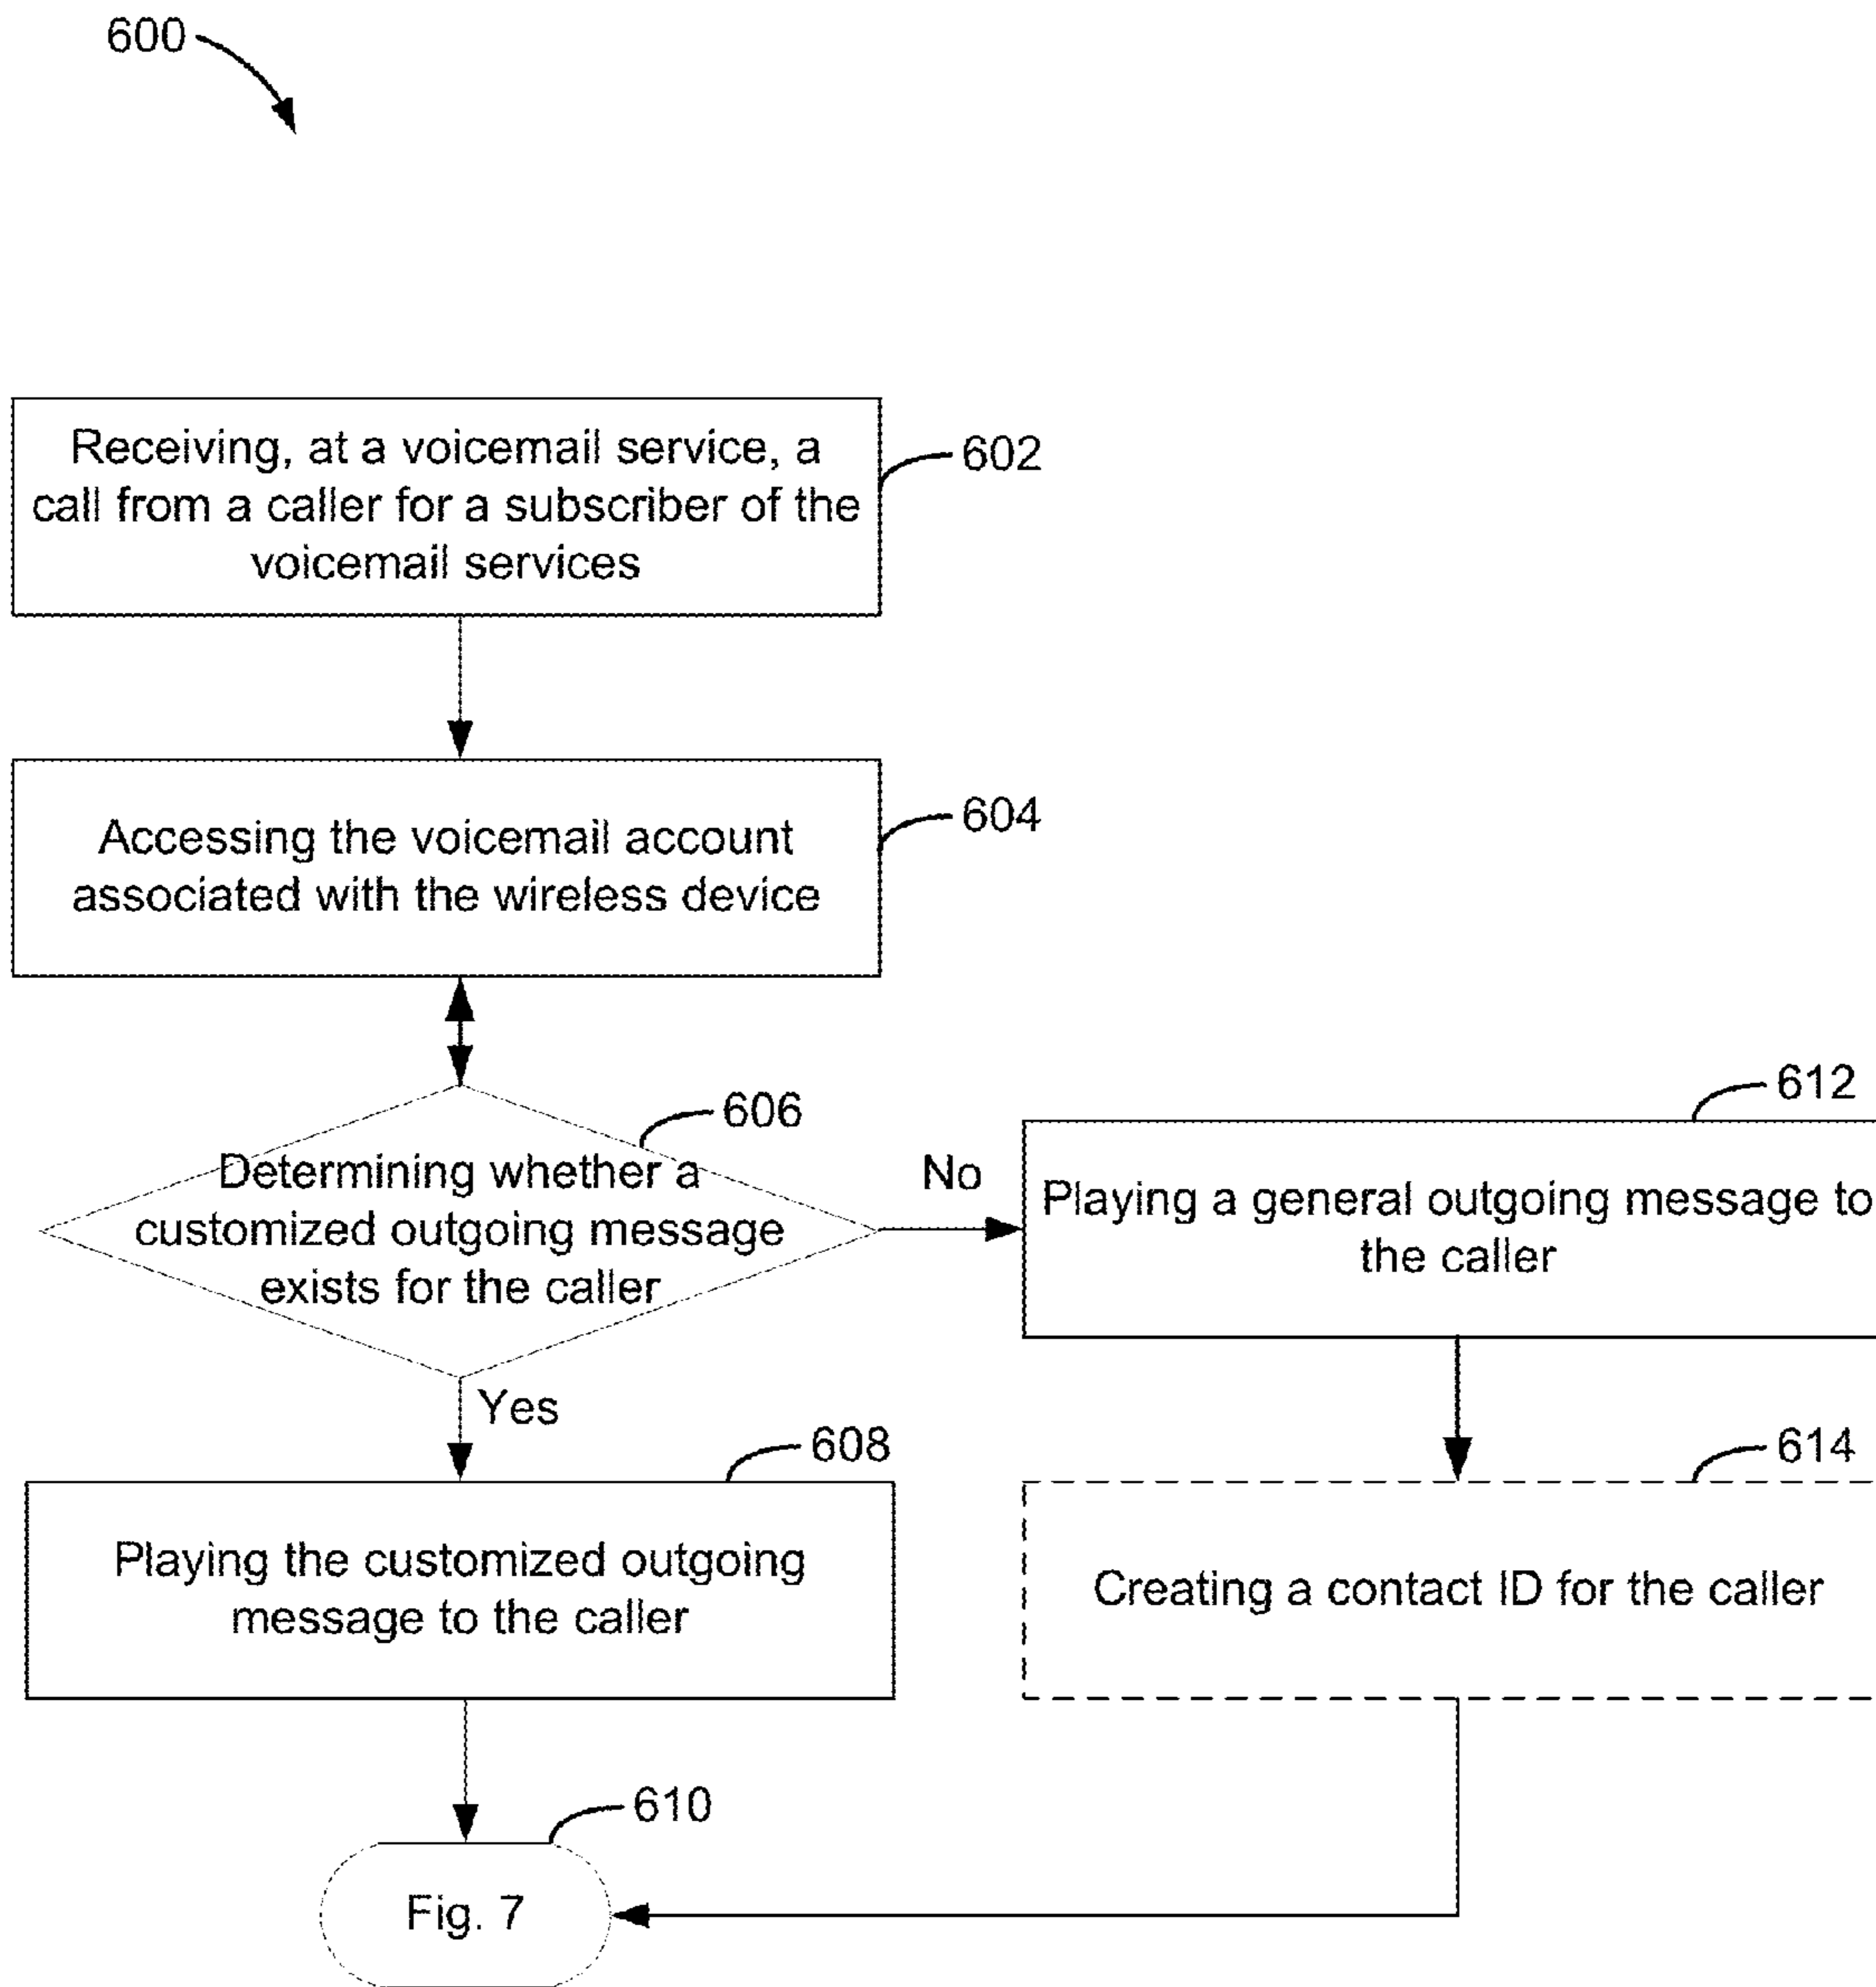 600
Receiving, at a voicemail service, a
call from a caller for a subscriber of the
voicemail services
602
Accessing the voicemail account
associated with the wireless device
604
606
Determining whether a
customized outgoing message
exists for the caller
No
612
Playing a general outgoing message to
the caller
Yes
608
Playing the customized outgoing
message to the caller
614
Creating a contact ID for the caller
610
Fig. 7